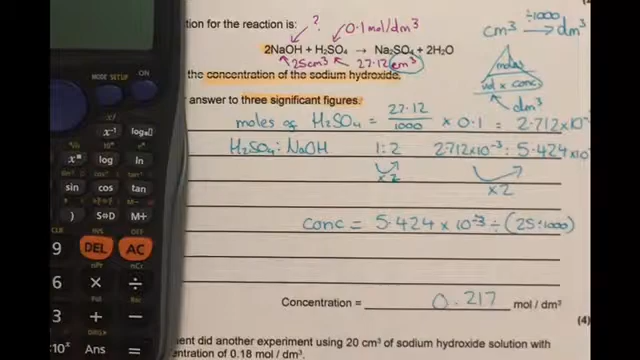 tion for the reaction is:
?
0.1mol/dm³
÷1000
cm³ → dm³
2NaOH + H₂SO₄ → Na₂SO₄ + 2H₂O
25cm³
27.12 cm³
moles
vol x conc
dm³
the concentration of the sodium hydroxide.
answer to three significant figures.
moles of H₂SO₄ = 27.12/1000 x 0.1 = 2.712x10⁻³
H₂SO₄ : NaOH 1:2 2.712x10⁻³ : 5.424x10
x2
x2
Conc = 5.424 x 10⁻³ ÷ (25÷1000)
Concentration = 0.217 mol / dm³
(4)
ent did another experiment using 20 cm³ of sodium hydroxide solution with
entration of 0.18 mol / dm³.
MODE SETUP
ON
x⁻¹
log
ln
sin
cos
tan
)
S⇔D
M+
9
DEL
AC
6
×
÷
3
+
−
Ans
=